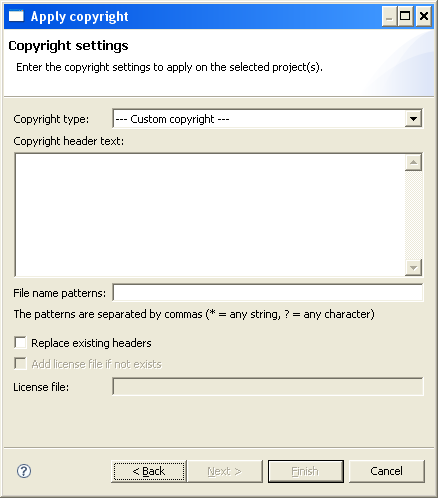 Apply copyright
Copyright settings
Enter the copyright settings to apply on the selected project(s).
Copyright type: --- Custom copyright ---
Copyright header text:
File name patterns:
The patterns are separated by commas (* = any string, ? = any character)
Replace existing headers
Add license file if not exists
License file:
? < Back Next > Finish Cancel